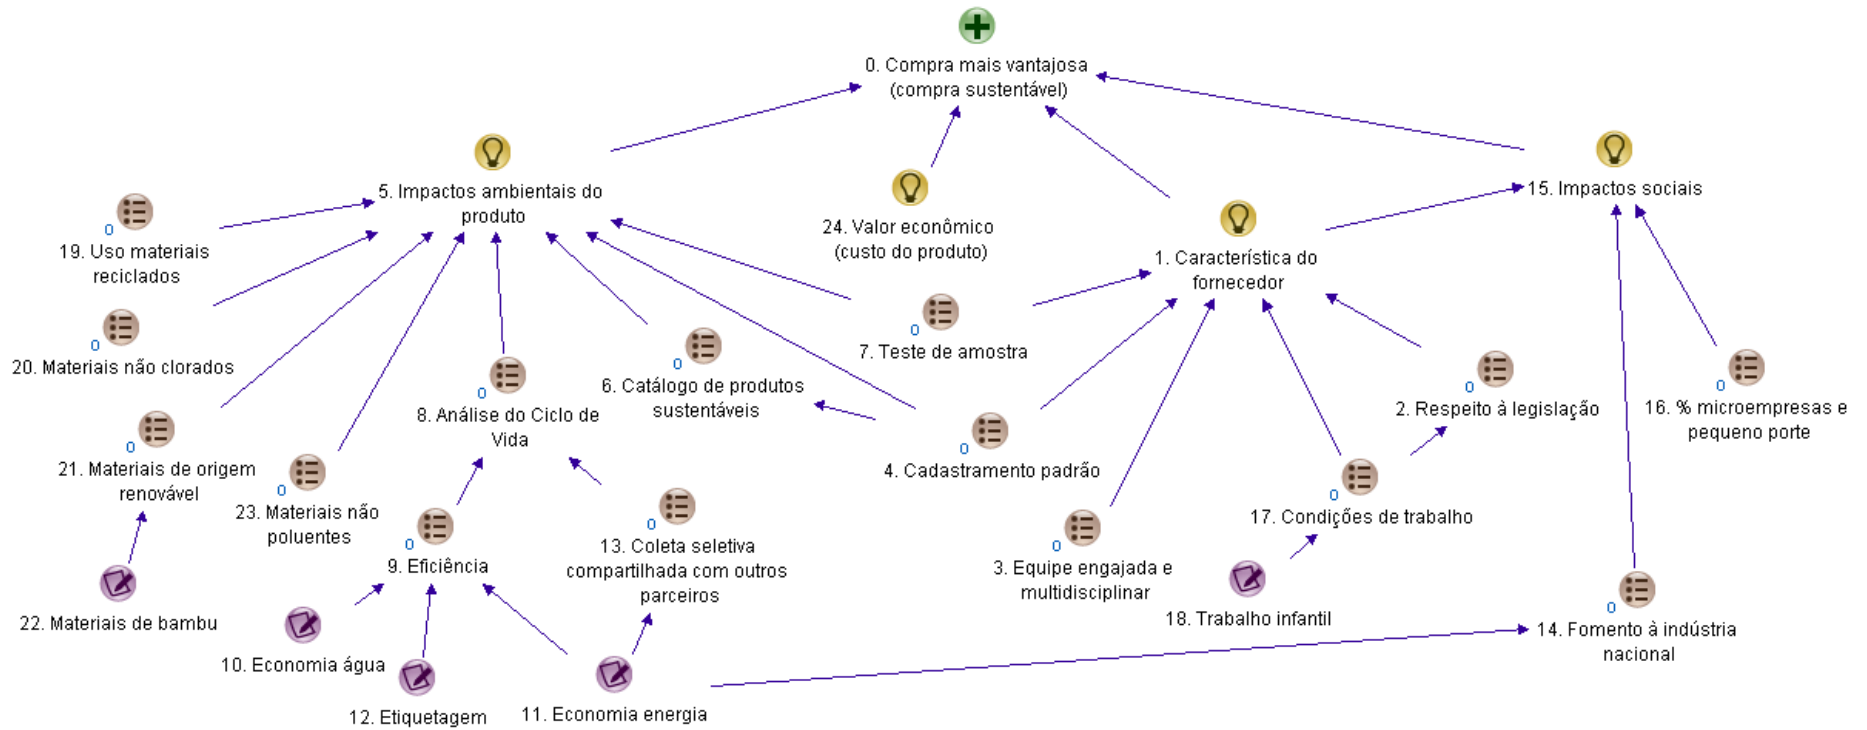 0. Compra mais vantajosa
(compra sustentável)
5. Impactos ambientais do
produto
24. Valor econômico
(custo do produto)
1. Característica do
fornecedor
15. Impactos sociais
0
19. Uso materiais
reciclados
0
20. Materiais não clorados
0
21. Materiais de origem
renovável
0
23. Materiais não
poluentes
0
8. Análise do Ciclo de
Vida
0
6. Catálogo de produtos
sustentáveis
0
7. Teste de amostra
0
4. Cadastramento padrão
0
2. Respeito à legislação
0
16. % microempresas e
pequeno porte
0
9. Eficiência
0
13. Coleta seletiva
compartilhada com outros
parceiros
0
3. Equipe engajada e
multidisciplinar
0
17. Condições de trabalho
18. Trabalho infantil
0
14. Fomento à indústria
nacional
22. Materiais de bambu
10. Economia água
12. Etiquetagem
11. Economia energia